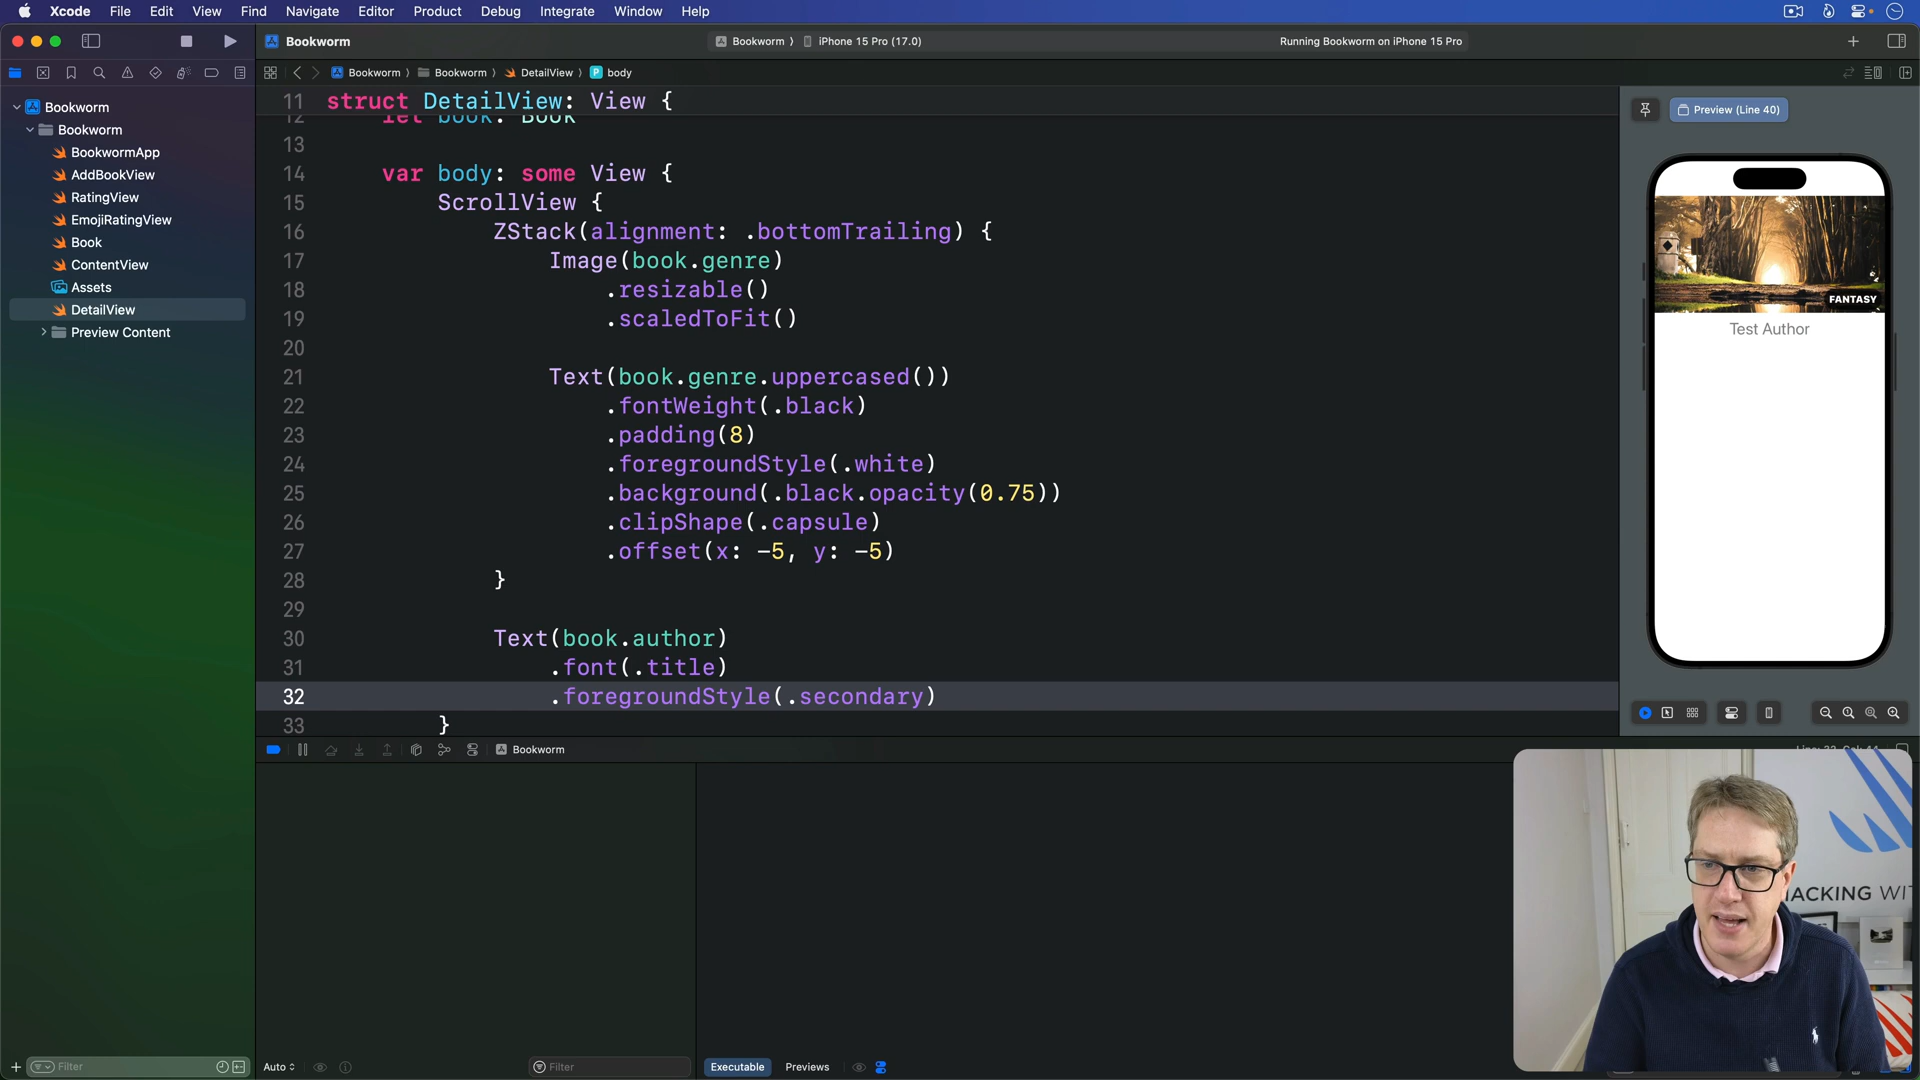 Xcode File Edit View Find Navigate Editor Product Debug Integrate Window Help
Bookworm
Bookworm 〉 iPhone 15 Pro (17.0)
Running Bookworm on iPhone 15 Pro
Bookworm 〉 Bookworm 〉 DetailView 〉 P body
Bookworm
Bookworm
BookwormApp
AddBookView
RatingView
EmojiRatingView
Book
ContentView
Assets
DetailView
Preview Content
11 struct DetailView: View {
12 let book: Book
13
14 var body: some View {
15 ScrollView {
16 ZStack(alignment: .bottomTrailing) {
17 Image(book.genre)
18 .resizable()
19 .scaledToFit()
20
21 Text(book.genre.uppercased())
22 .fontWeight(.black)
23 .padding(8)
24 .foregroundStyle(.white)
25 .background(.black.opacity(0.75))
26 .clipShape(.capsule)
27 .offset(x: -5, y: -5)
28 }
29
30 Text(book.author)
31 .font(.title)
32 .foregroundStyle(.secondary)
33 }
Preview (Line 40)
FANTASY
Test Author
Bookworm
HACKING WIT
Filter
Auto
Filter
Executable
Previews